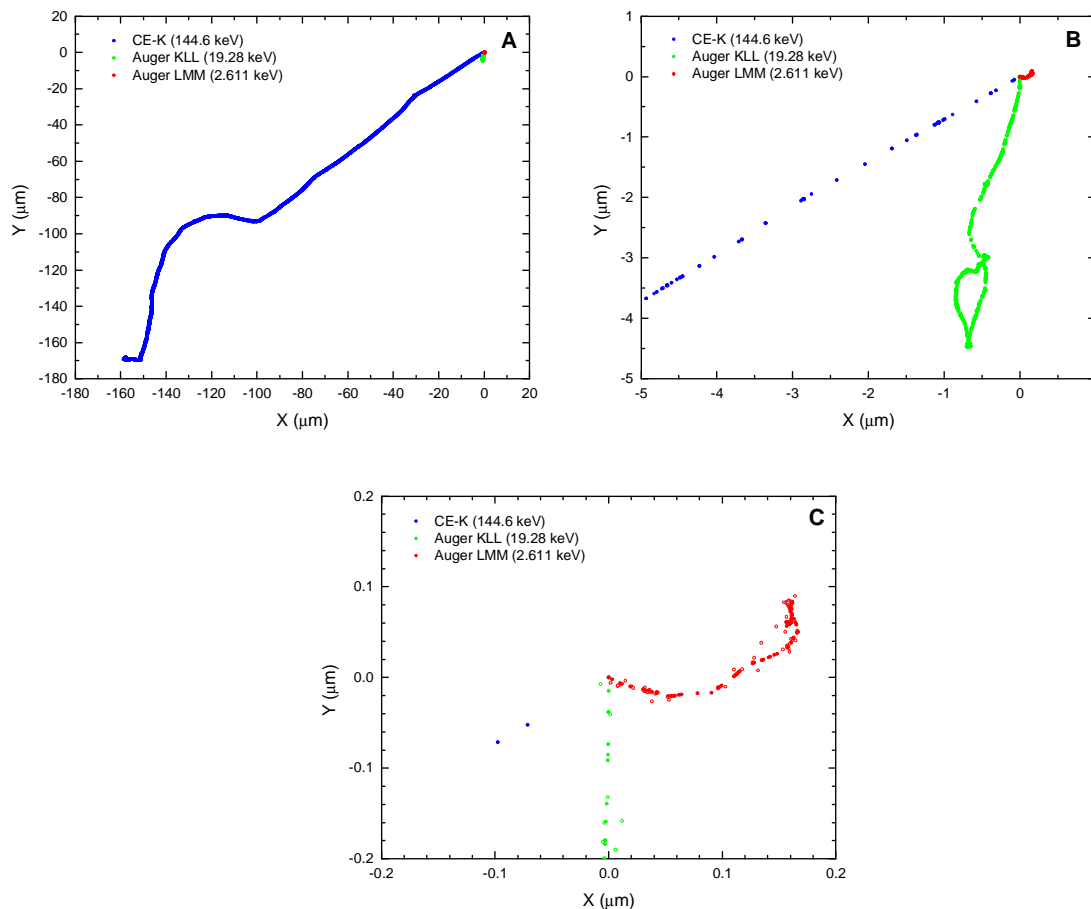 A
CE-K (144.6 keV)
Auger KLL (19.28 keV)
Auger LMM (2.611 keV)
20
0
-20
-40
-60
-80
-100
-120
-140
-160
-180
Y (μm)
-180 -160 -140 -120 -100 -80 -60 -40 -20 0 20
X (μm)
B
CE-K (144.6 keV)
Auger KLL (19.28 keV)
Auger LMM (2.611 keV)
1
0
-1
-2
-3
-4
-5
Y (μm)
-5 -4 -3 -2 -1 0
X (μm)
C
CE-K (144.6 keV)
Auger KLL (19.28 keV)
Auger LMM (2.611 keV)
0.2
0.1
0.0
-0.1
-0.2
Y (μm)
-0.2 -0.1 0.0 0.1 0.2
X (μm)